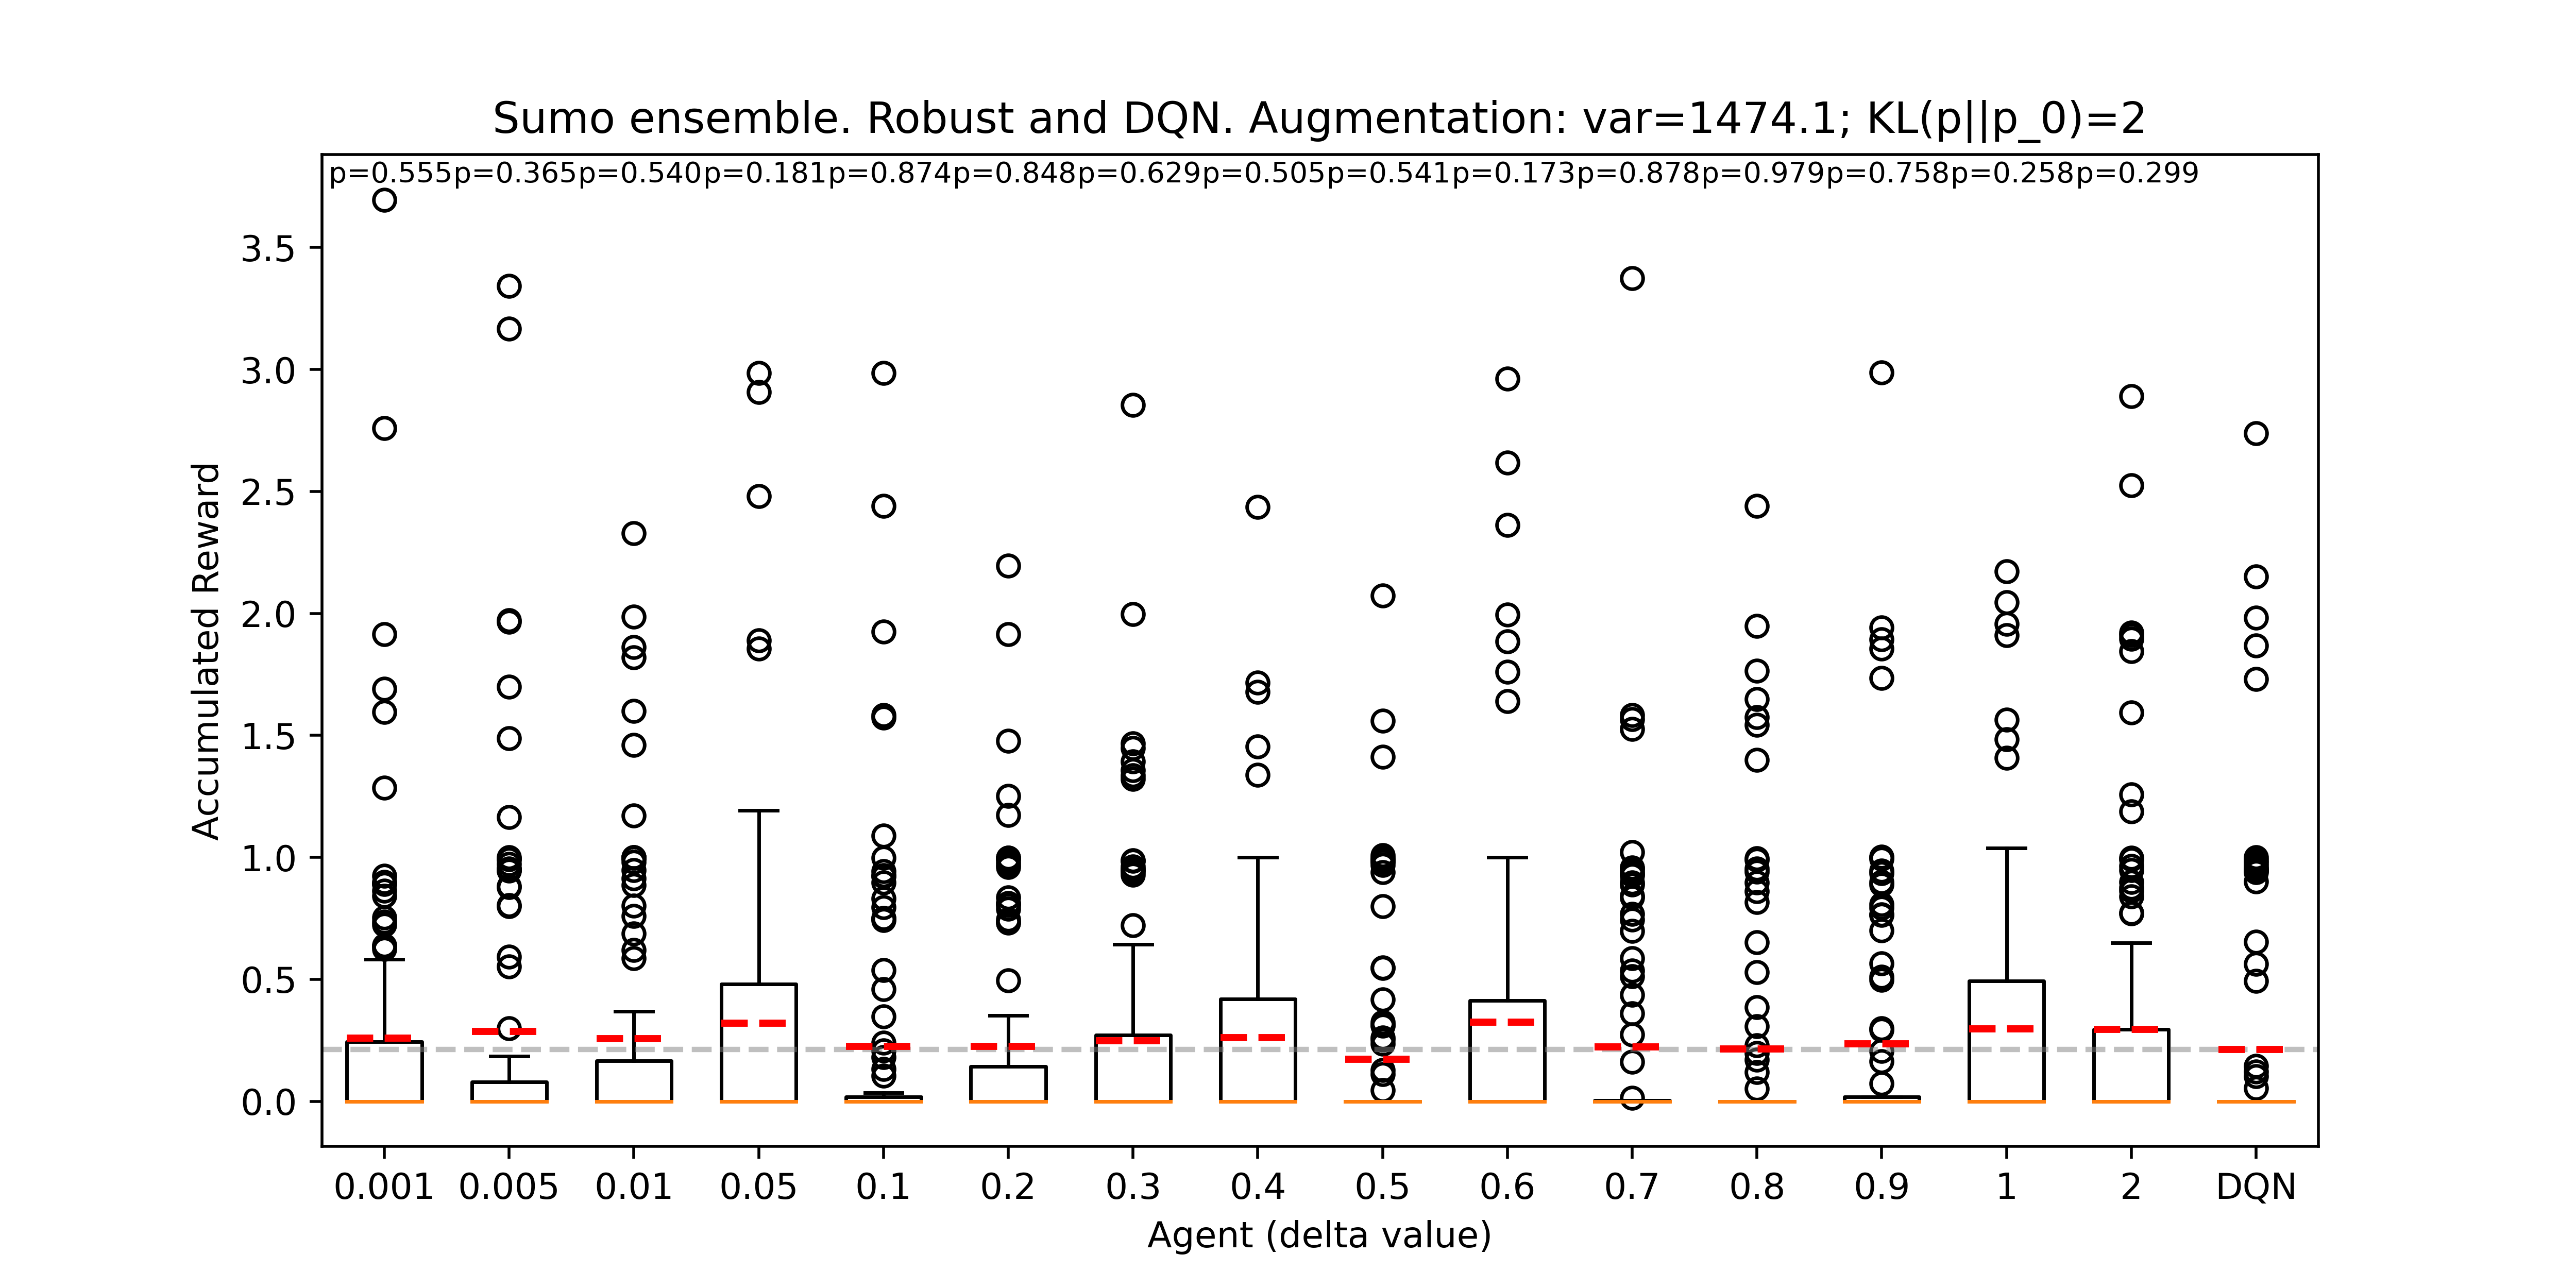 Sumo ensemble. Robust and DQN. Augmentation: var=1474.1; KL(p||p_0)=2
p=0.555p=0.365p=0.540p=0.181p=0.874p=0.848p=0.629p=0.505p=0.541p=0.173p=0.878p=0.979p=0.758p=0.258p=0.299
3.5
3.0
2.5
2.0
1.5
1.0
0.5
0.0
Accumulated Reward
0.001 0.005 0.01 0.05 0.1 0.2 0.3 0.4 0.5 0.6 0.7 0.8 0.9 1 2 DQN
Agent (delta value)